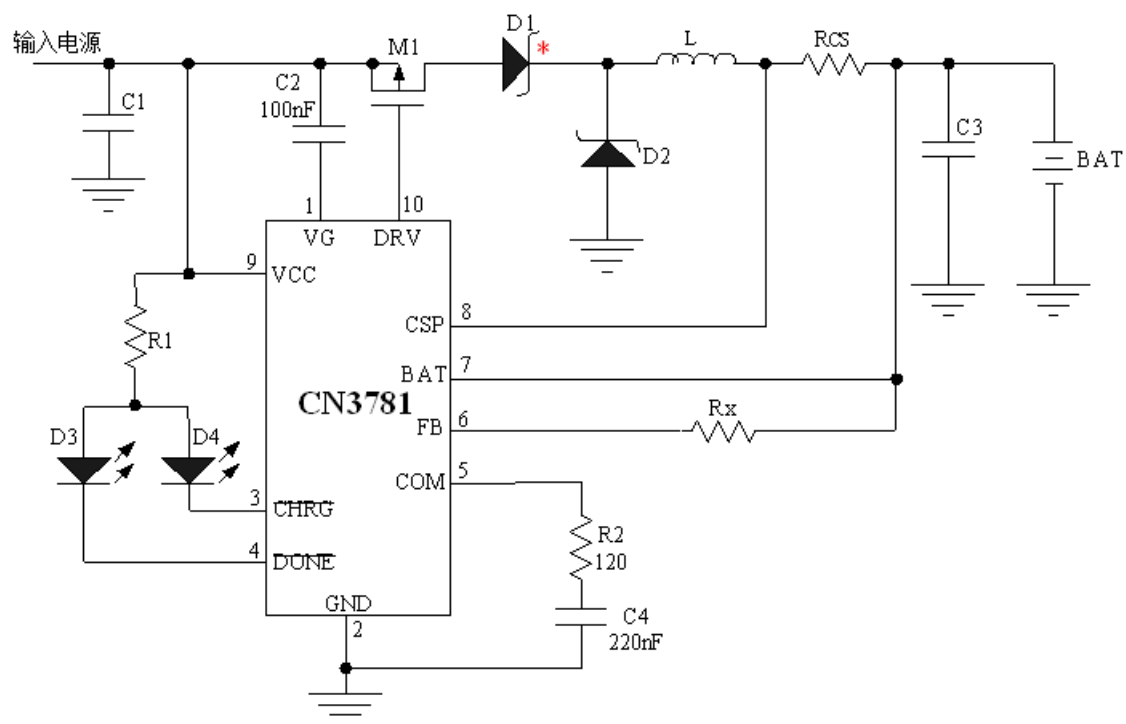 D1
*
输入电源
M1
L
RCS
C1
C2
100nF
D2
C3
BAT
1
10
VG
DRV
9
VCC
8
CSP
R1
7
BAT
CN3781
Rx
6
FB
D3
D4
5
COM
3
CHRG
R2
120
4
DONE
GND
2
C4
220nF